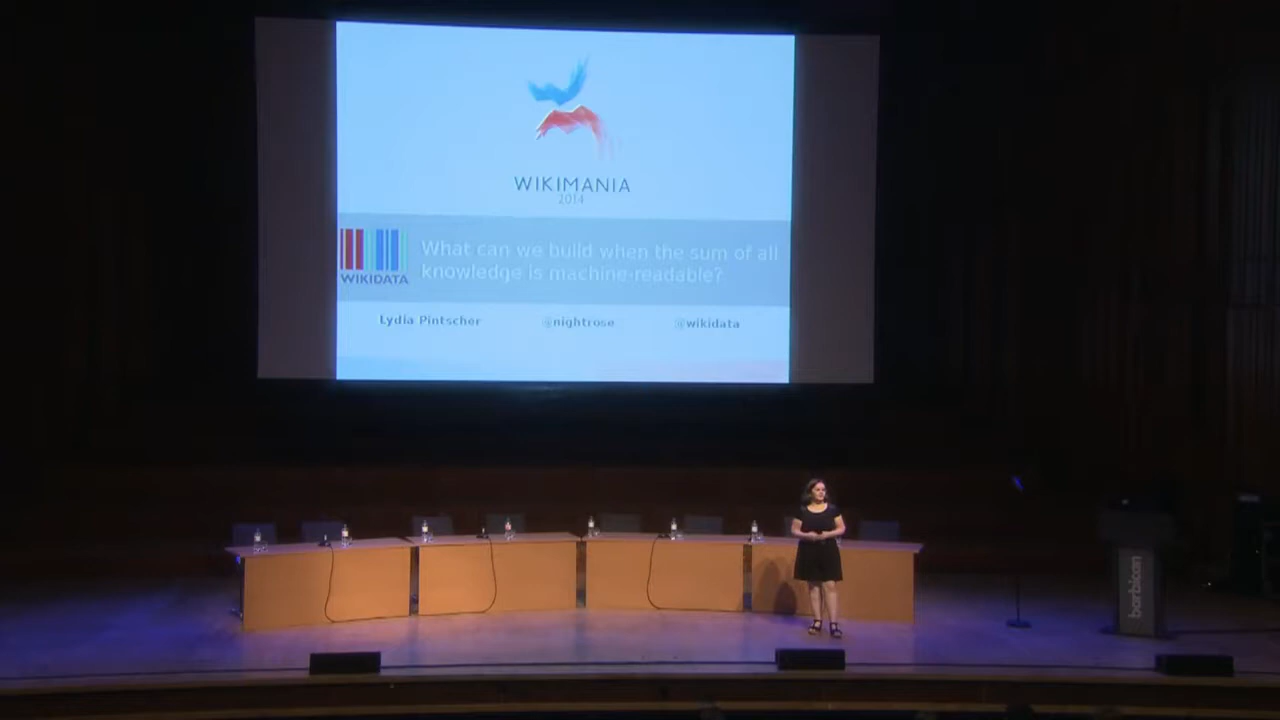 WIKIMANIA
2014
WIKIDATA
What can we build when the sum of all
knowledge is machine-readable?
Lydia Pintscher @nightrose @wikidata
barbican